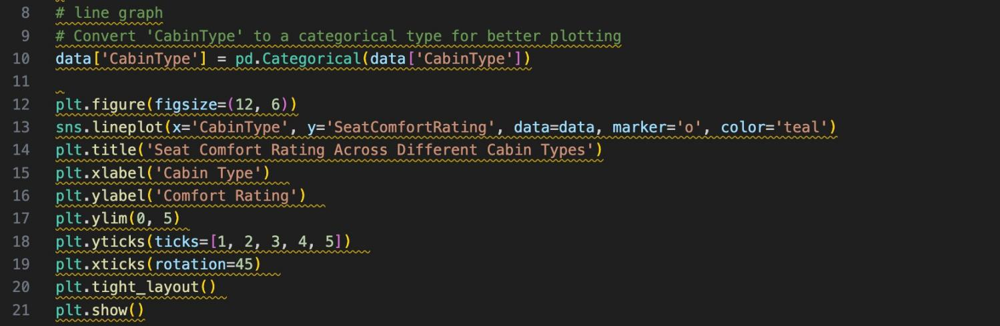 8 # line graph
9 # Convert 'CabinType' to a categorical type for better plotting
10 data['CabinType'] = pd.Categorical(data['CabinType'])
11
12 plt.figure(figsize=(12, 6))
13 sns.lineplot(x='CabinType', y='SeatComfortRating', data=data, marker='o', color='teal')
14 plt.title('Seat Comfort Rating Across Different Cabin Types')
15 plt.xlabel('Cabin Type')
16 plt.ylabel('Comfort Rating')
17 plt.ylim(0, 5)
18 plt.yticks(ticks=[1, 2, 3, 4, 5])
19 plt.xticks(rotation=45)
20 plt.tight_layout()
21 plt.show()